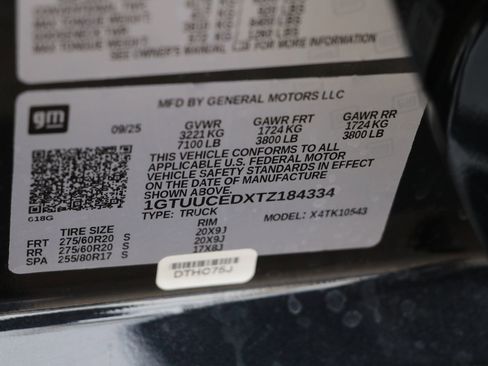 SEE OWNER'S MANUAL FOR MORE INFORMATION
gm
MFD BY GENERAL MOTORS LLC
09/25
GVWR GAWR FRT GAWR RR
3221 KG 1724 KG 1724 KG
7100 LB 3800 LB 3800 LB
THIS VEHICLE CONFORMS TO ALL
APPLICABLE U.S. FEDERAL MOTOR
VEHICLE SAFETY STANDARDS IN EFFECT
ON THE DATE OF MANUFACTURE
SHOWN ABOVE.
1GTUUCEDXTZ184334
TYPE: TRUCK MODEL: X4TK10543
618G
TIRE SIZE RIM
FRT 275/60R20 S 20X9J
RR 275/60R20 S 20X9J
SPA 255/80R17 S 17X8J
DTHC75J